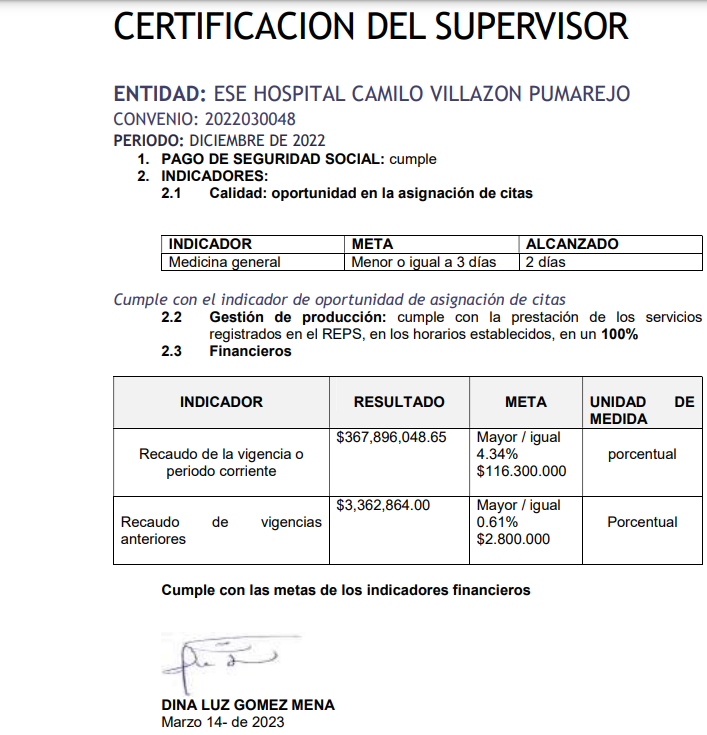 CERTIFICACION DEL SUPERVISOR
ENTIDAD: ESE HOSPITAL CAMILO VILLAZON PUMAREJO
CONVENIO: 2022030048
PERIODO: DICIEMBRE DE 2022
1. PAGO DE SEGURIDAD SOCIAL: cumple
2. INDICADORES:
2.1 Calidad: oportunidad en la asignación de citas
INDICADOR META ALCANZADO
Medicina general Menor o igual a 3 días 2 días
Cumple con el indicador de oportunidad de asignación de citas
2.2 Gestión de producción: cumple con la prestación de los servicios
registrados en el REPS, en los horarios establecidos, en un 100%
2.3 Financieros
INDICADOR RESULTADO META UNIDAD DE
MEDIDA
Recaudo de la vigencia o
periodo corriente
$367,896,048.65
Mayor / igual
4.34%
$116.300.000
porcentual
Recaudo de vigencias
anteriores
$3,362,864.00
Mayor / igual
0.61%
$2.800.000
Porcentual
Cumple con las metas de los indicadores financieros
DINA LUZ GOMEZ MENA
Marzo 14- de 2023